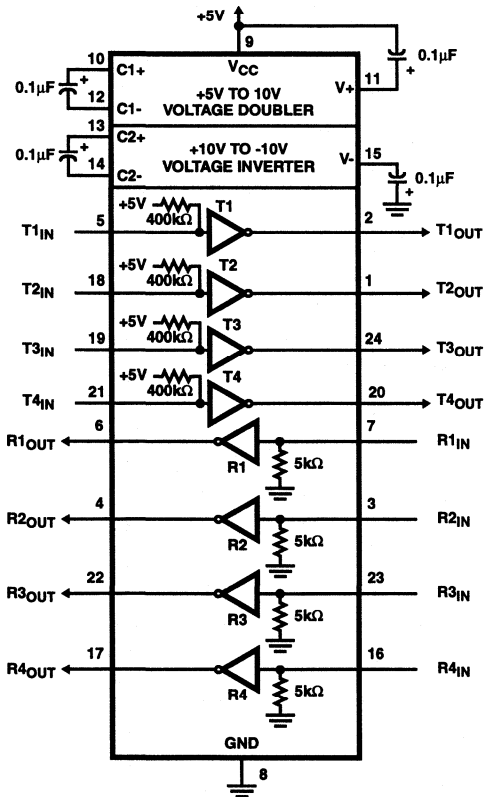 +5V
9
VCC
10
C1+
0.1µF
+
12
C1-
+5V TO 10V
VOLTAGE DOUBLER
V+
11
0.1µF
+
13
C2+
0.1µF
+
14
C2-
+10V TO -10V
VOLTAGE INVERTER
V-
15
0.1µF
+
T1IN
5
+5V
400kΩ
T1
2
T1OUT
T2IN
18
+5V
400kΩ
T2
1
T2OUT
T3IN
19
+5V
400kΩ
T3
24
T3OUT
T4IN
21
+5V
400kΩ
T4
20
T4OUT
R1OUT
6
R1
5kΩ
7
R1IN
R2OUT
4
R2
5kΩ
3
R2IN
R3OUT
22
R3
5kΩ
23
R3IN
R4OUT
17
R4
5kΩ
16
R4IN
GND
8